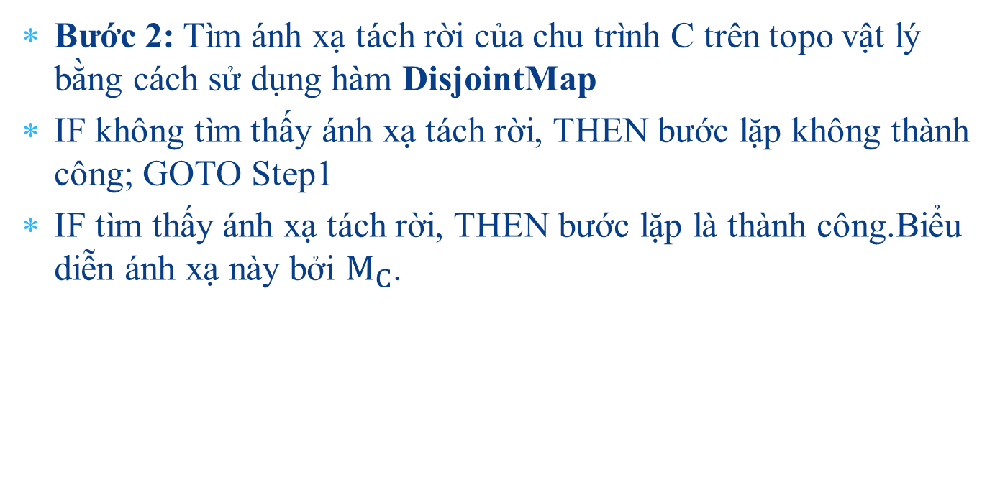 * Bước 2: Tìm ánh xạ tách rời của chu trình C trên topo vật lý
bằng cách sử dụng hàm DisjointMap
* IF không tìm thấy ánh xạ tách rời, THEN bước lặp không thành
công; GOTO Step1
* IF tìm thấy ánh xạ tách rời, THEN bước lặp là thành công.Biểu
diễn ánh xạ này bởi M_C.